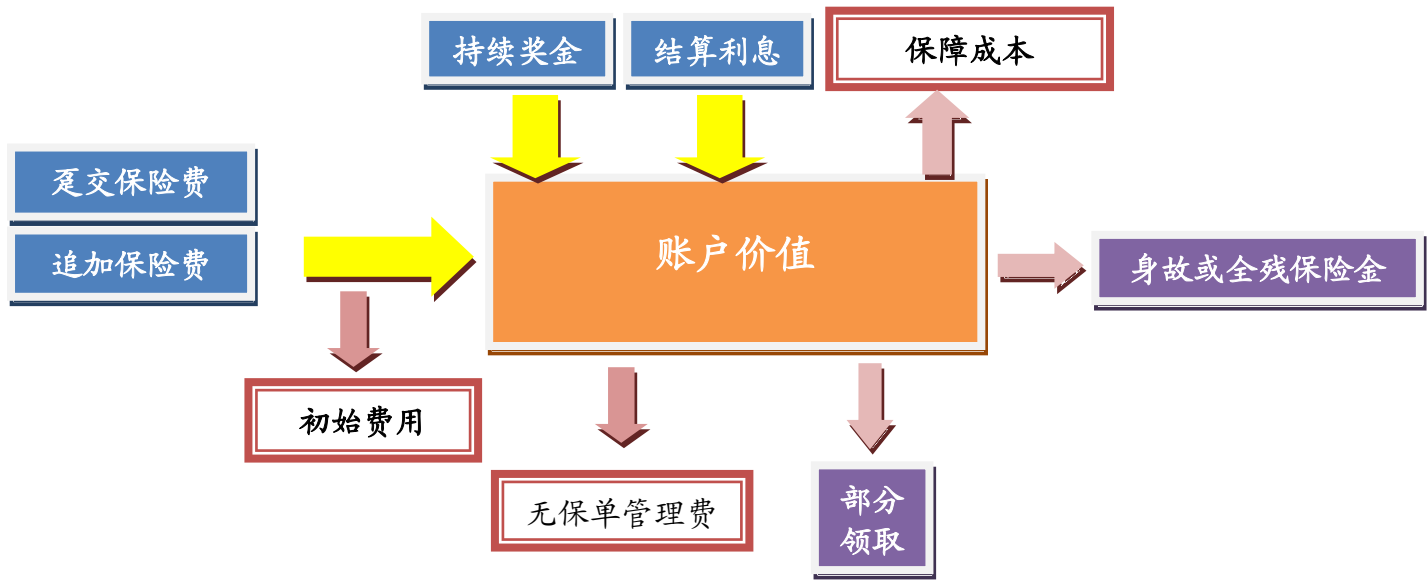 持续奖金
结算利息
保障成本
趸交保险费
追加保险费
账户价值
身故或全残保险金
初始费用
无保单管理费
部分
领取